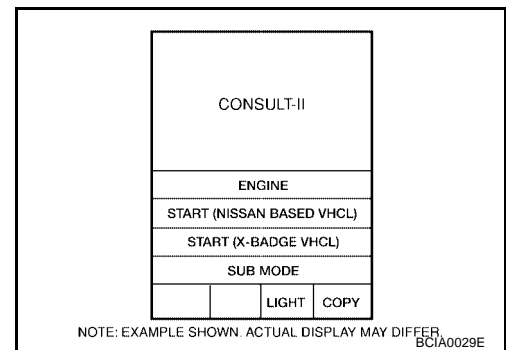 CONSULT-II
ENGINE
START (NISSAN BASED VHCL)
START (X-BADGE VHCL)
SUB MODE
LIGHT COPY
NOTE: EXAMPLE SHOWN. ACTUAL DISPLAY MAY DIFFER.
BCIA0029E